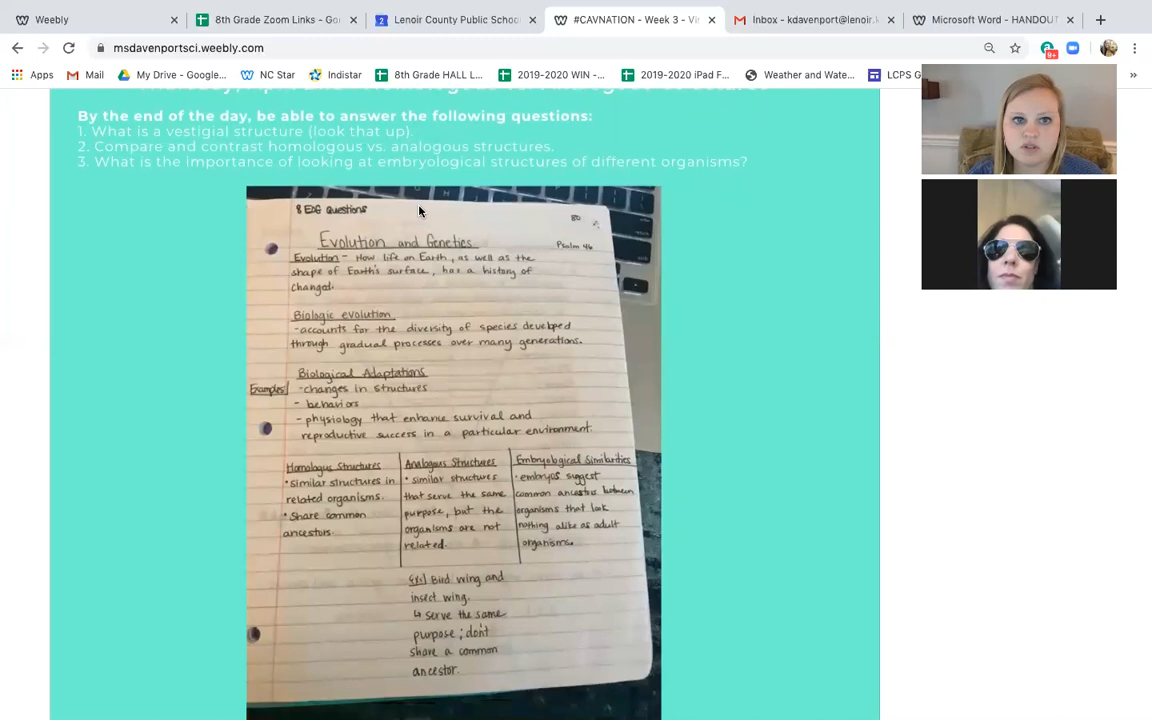 Weebly
8th Grade Zoom Links - Go
Lenoir County Public Schoo
#CAVNATION - Week 3 - Vi
Inbox - kdavenport@lenoir.k
Microsoft Word - HANDOUT
msdavenportsci.weebly.com
Apps
Mail
My Drive - Google...
NC Star
Indistar
8th Grade HALL L...
2019-2020 WIN -...
2019-2020 iPad F...
Weather and Wate...
LCPS G
By the end of the day, be able to answer the following questions:
1. What is a vestigial structure (look that up).
2. Compare and contrast homologous vs. analogous structures.
3. What is the importance of looking at embryological structures of different organisms?
8 EOG Questions
80
Evolution and Genetics
Psalm 46
Evolution - How life on Earth, as well as the
shape of Earth's surface, has a history of
changed.
Biologic evolution
-accounts for the diversity of species developed
through gradual processes over many generations.
Biological Adaptations
Examples
-changes in structures
- behaviors
- physiology that enhance survival and
reproductive success in a particular environment.
Homologous Structures
• similar structures in
related organisms.
• Share common
ancestors.
Analogous Structures
• similar structures
that serve the same
purpose, but the
organisms are not
related.
Ex] Bird wing and
insect wing.
↳ serve the same
purpose; don't
share a common
ancestor.
Embryological Similarities
· embryos suggest
common ancestor between
organisms that look
nothing alike as adult
organisms.